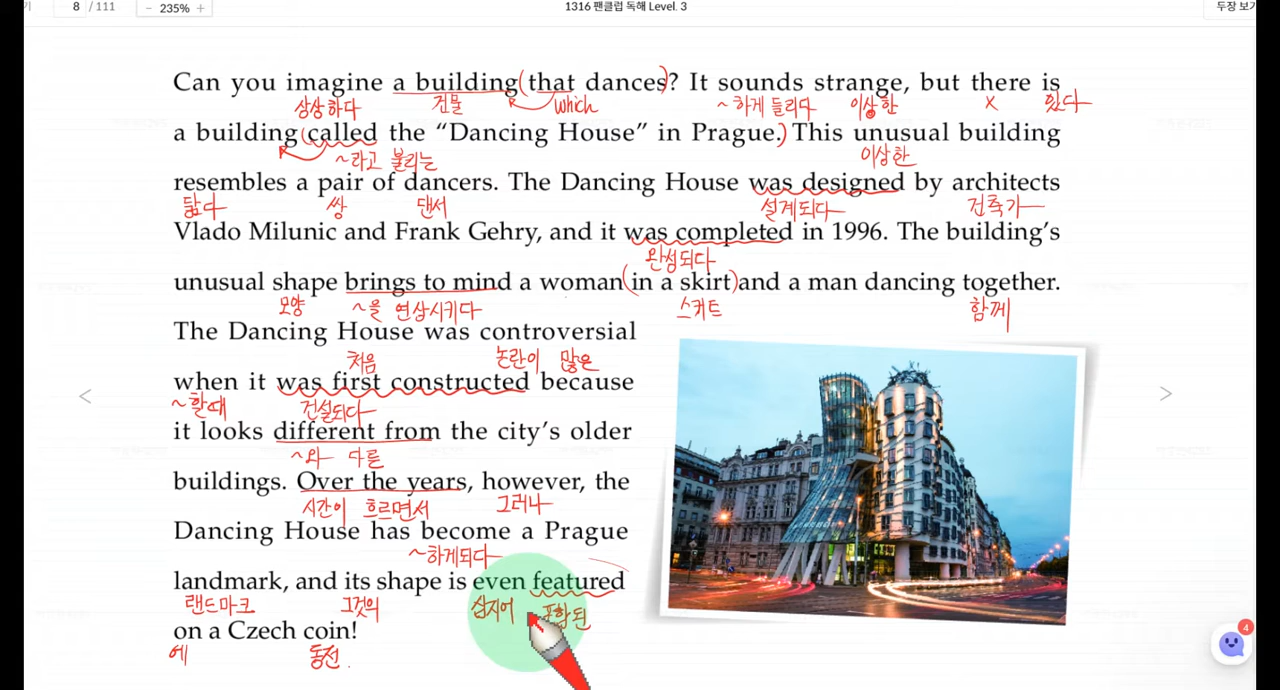 8 / 111 − 235% + 1316 팬클럽 독해 Level. 3 두장 보기
Can you imagine a building (that dances)? It sounds strange, but there is
상상하다 건물 which ~하게 들리다 이상한 x 있다
a building (called the “Dancing House” in Prague.) This unusual building
~라고 불리는 이상한
resembles a pair of dancers. The Dancing House was designed by architects
닮다 쌍 댄서 설계되다 건축가
Vlado Milunic and Frank Gehry, and it was completed in 1996. The building’s
완성되다
unusual shape brings to mind a woman (in a skirt) and a man dancing together.
모양 ~을 연상시키다 스커트 함께
The Dancing House was controversial
처음 논란이 많은
when it was first constructed because
~할때 건설되다
it looks different from the city’s older
~와 다른
buildings. Over the years, however, the
시간이 흐르면서 그러나
Dancing House has become a Prague
~하게되다
landmark, and its shape is even featured
랜드마크 그것의 심지어 포함된
on a Czech coin!
에 동전.
4